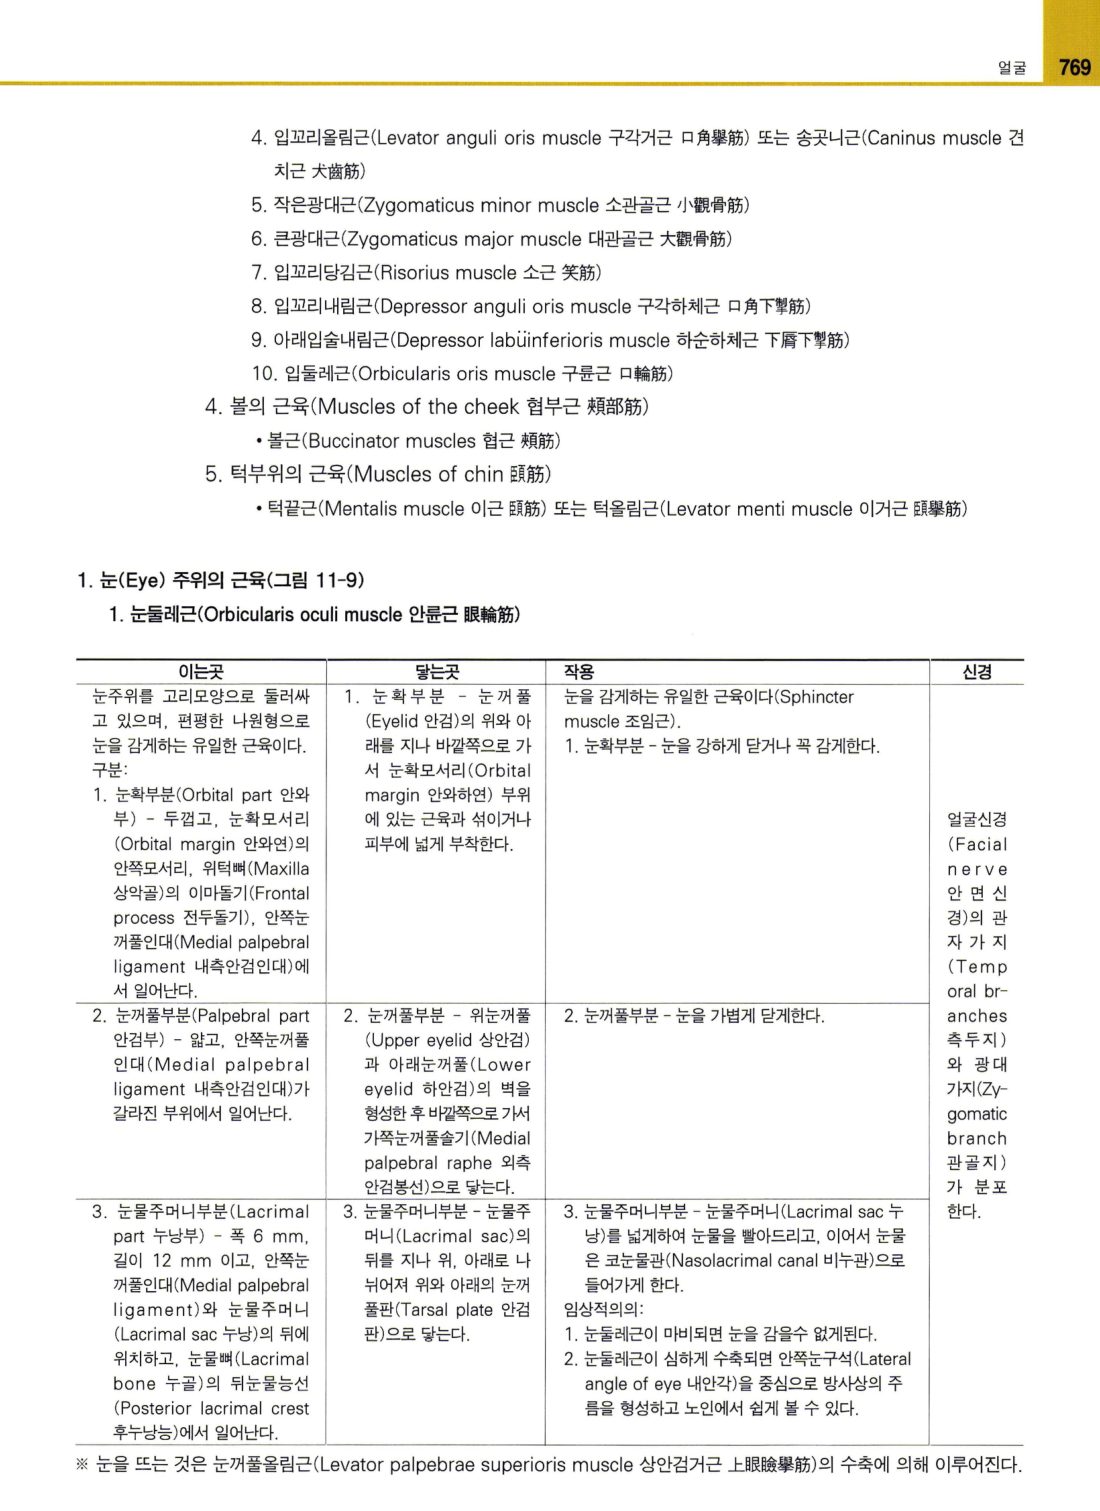 얼굴 769
4. 입꼬리올림근(Levator anguli oris muscle 구각거근 口角擧筋) 또는 송곳니근(Caninus muscle 견
치근 犬齒筋)
5. 작은광대근(Zygomaticus minor muscle 소관골근 小觀骨筋)
6. 큰광대근(Zygomaticus major muscle 대관골근 大觀骨筋)
7. 입꼬리당김근(Risorius muscle 소근 笑筋)
8. 입꼬리내림근(Depressor anguli oris muscle 구각하체근 口角下掣筋)
9. 아래입술내림근(Depressor labüinferioris muscle 하순하체근 下脣下掣筋)
10. 입둘레근(Orbicularis oris muscle 구륜근 口輪筋)
4. 볼의 근육(Muscles of the cheek 협부근 頰部筋)
• 볼근(Buccinator muscles 협근 頰筋)
5. 턱부위의 근육(Muscles of chin 頤筋)
• 턱끝근(Mentalis muscle 이근 頤筋) 또는 턱올림근(Levator menti muscle 이거근 頤擧筋)
1. 눈(Eye) 주위의 근육(그림 11-9)
1. 눈둘레근(Orbicularis oculi muscle 안륜근 眼輪筋)
이는곳
눈주위를 고리모양으로 둘러싸
고 있으며, 편평한 나원형으로
눈을 감게하는 유일한 근육이다.
구분:
1. 눈확부분(Orbital part 안와
부) - 두껍고, 눈확모서리
(Orbital margin 안와연)의
안쪽모서리, 위턱뼈(Maxilla
상악골)의 이마돌기(Frontal
process 전두돌기), 안쪽눈
꺼풀인대(Medial palpebral
ligament 내측안검인대)에
서 일어난다.
닿는곳
1. 눈확부분 - 눈꺼풀
(Eyelid 안검)의 위와 아
래를 지나 바깥쪽으로 가
서 눈확모서리(Orbital
margin 안와하연) 부위
에 있는 근육과 섞이거나
피부에 넓게 부착한다.
작용
눈을 감게하는 유일한 근육이다(Sphincter
muscle 조임근).
1. 눈확부분 - 눈을 강하게 닫거나 꼭 감게한다.
2. 눈꺼풀부분(Palpebral part
안검부) - 얇고, 안쪽눈꺼풀
인대(Medial palpebral
ligament 내측안검인대)가
갈라진 부위에서 일어난다.
2. 눈꺼풀부분 - 위눈꺼풀
(Upper eyelid 상안검)
과 아래눈꺼풀(Lower
eyelid 하안검)의 벽을
형성한 후 바깥쪽으로 가서
가쪽눈꺼풀솔기(Medial
palpebral raphe 외측
안검봉선)으로 닿는다.
2. 눈꺼풀부분 - 눈을 가볍게 닫게한다.
3. 눈물주머니부분(Lacrimal
part 누낭부) - 폭 6 mm,
길이 12 mm 이고, 안쪽눈
꺼풀인대(Medial palpebral
ligament)와 눈물주머니
(Lacrimal sac 누낭)의 뒤에
위치하고, 눈물뼈(Lacrimal
bone 누골)의 뒤눈물능선
(Posterior lacrimal crest
후누낭능)에서 일어난다.
3. 눈물주머니부분 - 눈물주
머니(Lacrimal sac)의
뒤를 지나 위, 아래로 나
뉘어져 위와 아래의 눈꺼
풀판(Tarsal plate 안검
판)으로 닿는다.
3. 눈물주머니부분 - 눈물주머니(Lacrimal sac 누
낭)를 넓게하여 눈물을 빨아드리고, 이어서 눈물
은 코눈물관(Nasolacrimal canal 비누관)으로
들어가게 한다.
임상적의의:
1. 눈둘레근이 마비되면 눈을 감을수 없게된다.
2. 눈둘레근이 심하게 수축되면 안쪽눈구석(Lateral
angle of eye 내안각)을 중심으로 방사상의 주
름을 형성하고 노인에서 쉽게 볼 수 있다.
신경
얼굴신경
(Facial
nerve
안면신
경)의 관
자가지
(Temp
oral br-
anches
측두지)
와 광대
가지(Zy-
gomatic
branch
관골지)
가 분포
한다.
※ 눈을 뜨는 것은 눈꺼풀올림근(Levator palpebrae superioris muscle 상안검거근 上眼瞼擧筋)의 수축에 의해 이루어진다.